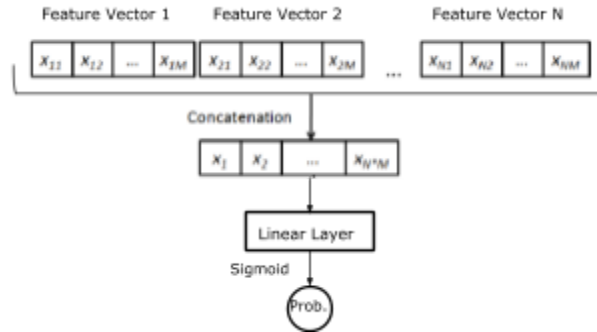 Feature Vector 1 Feature Vector 2 Feature Vector N
x11 x12 ... x1M x21 x22 ... x2M ... xN1 xN2 ... xNM
Concatenation
x1 x2 ... xN*M
Linear Layer
Sigmoid
Prob.